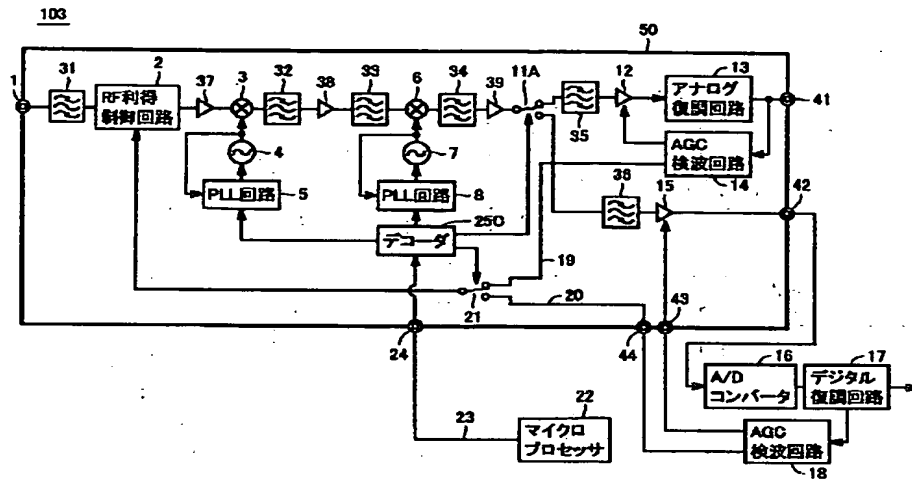 103
50
1
31
2
RF利得
制御回路
37
3
32
38
33
6
34
39
11A
35
12
13
アナログ
復調回路
41
4
7
AGC
検波回路
14
PLL回路
5
PLL回路
8
36
15
42
25C
デコーダ
19
20
21
43
24
44
16
A/D
コンバータ
17
デジタル
復調回路
22
マイクロ
プロセッサ
23
AGC
検波回路
18